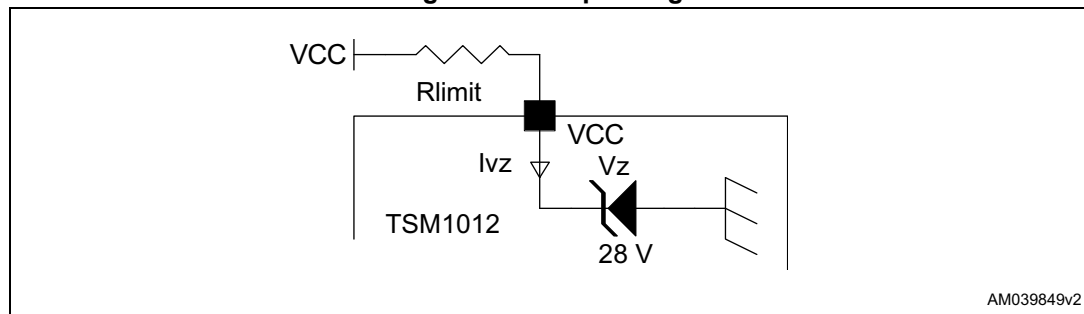 VCC
Rlimit
VCC
Ivz
Vz
TSM1012
28 V
AM039849v2